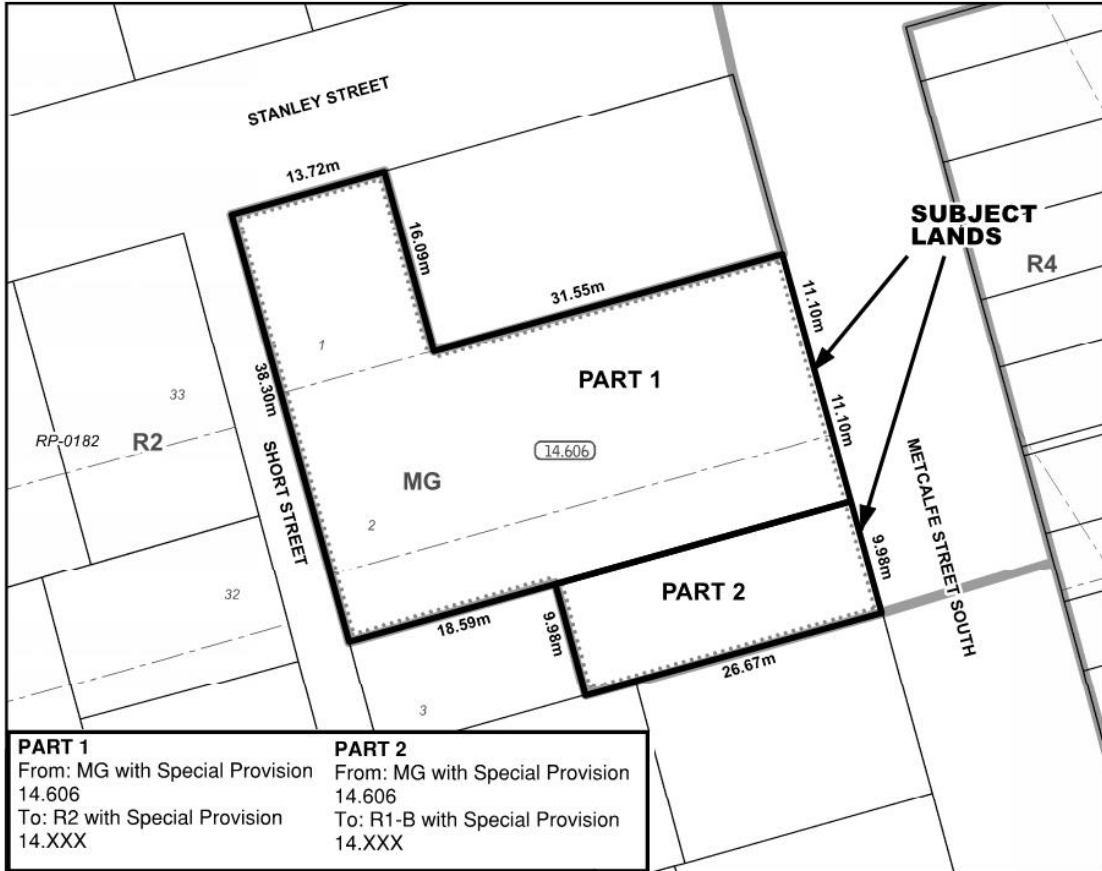 STANLEY STREET
13.72m
16.09m
SUBJECT
LANDS
R4
31.55m
11.10m
1
38.30m
PART 1
33
11.10m
RP-0182
R2
14.606
MG
SHORT STREET
METCALFE STREET SOUTH
2
9.98m
PART 2
32
18.59m
9.98m
26.67m
3
PART 1
From: MG with Special Provision
14.606
To: R2 with Special Provision
14.XXX
PART 2
From: MG with Special Provision
14.606
To: R1-B with Special Provision
14.XXX